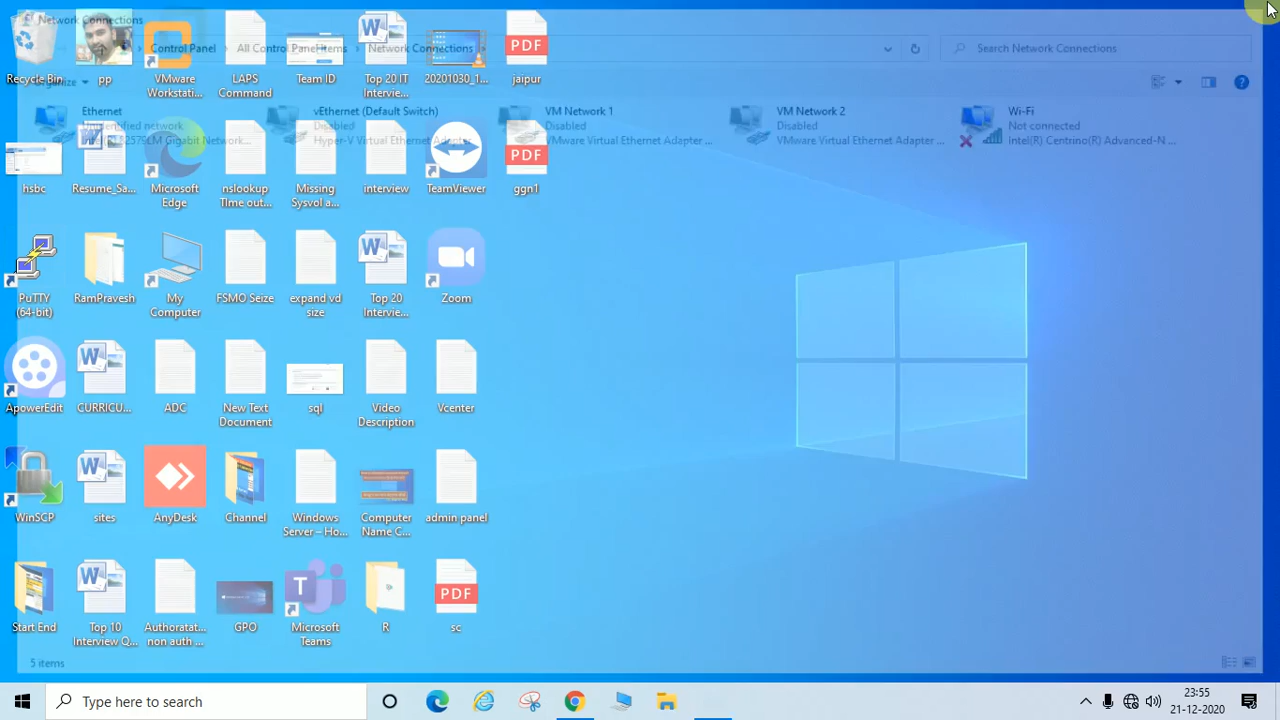 Network Connections
Control Panel
All Control Panel Items
Network Connections
Search Network Connections
Organize
Ethernet
Unidentified network
82579LM Gigabit Network...
vEthernet (Default Switch)
Disabled
Hyper-V Virtual Ethernet Adapter
VM Network 1
Disabled
VMware Virtual Ethernet Adapter ...
VM Network 2
Disabled
VMware Virtual Ethernet Adapter ...
Wi-Fi
Not connected
Intel(R) Centrino(R) Advanced-N ...
Recycle Bin
pp
VMware
Workstati...
LAPS
Command
Team ID
Top 20 IT
Intervie...
20201030_1...
PDF
jaipur
hsbc
Resume_Sa...
Microsoft
Edge
nslookup
TIme out...
Missing
Sysvol a...
interview
TeamViewer
PDF
ggn1
PuTTY
(64-bit)
RamPravesh
My
Computer
FSMO Seize
expand vd
size
Top 20
Intervie...
Zoom
ApowerEdit
CURRICU...
ADC
New Text
Document
sql
Video
Description
Vcenter
WinSCP
sites
AnyDesk
Channel
Windows
Server – Ho...
Computer
Name C...
admin panel
Start End
Top 10
Interview Q...
Authoratat...
non auth ...
GPO
Microsoft
Teams
R
PDF
sc
5 items
Type here to search
23:55
21-12-2020